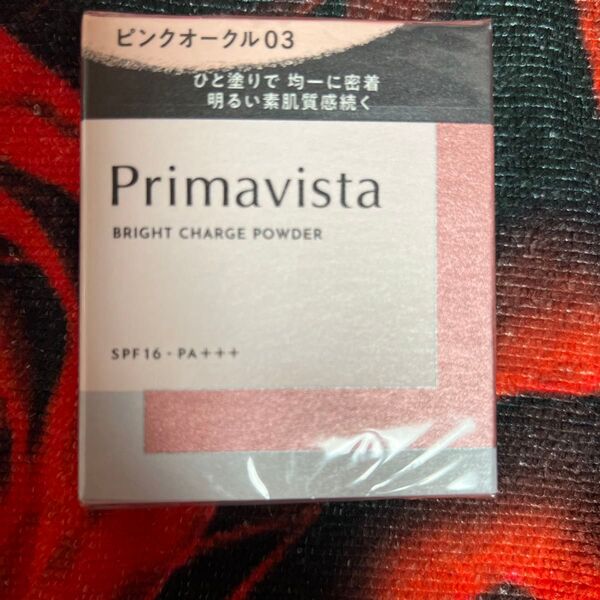 ピンクオークル03
ひと塗りで 均一に密着
明るい素肌質感続く
Primavista
BRIGHT CHARGE POWDER
SPF16・PA+++